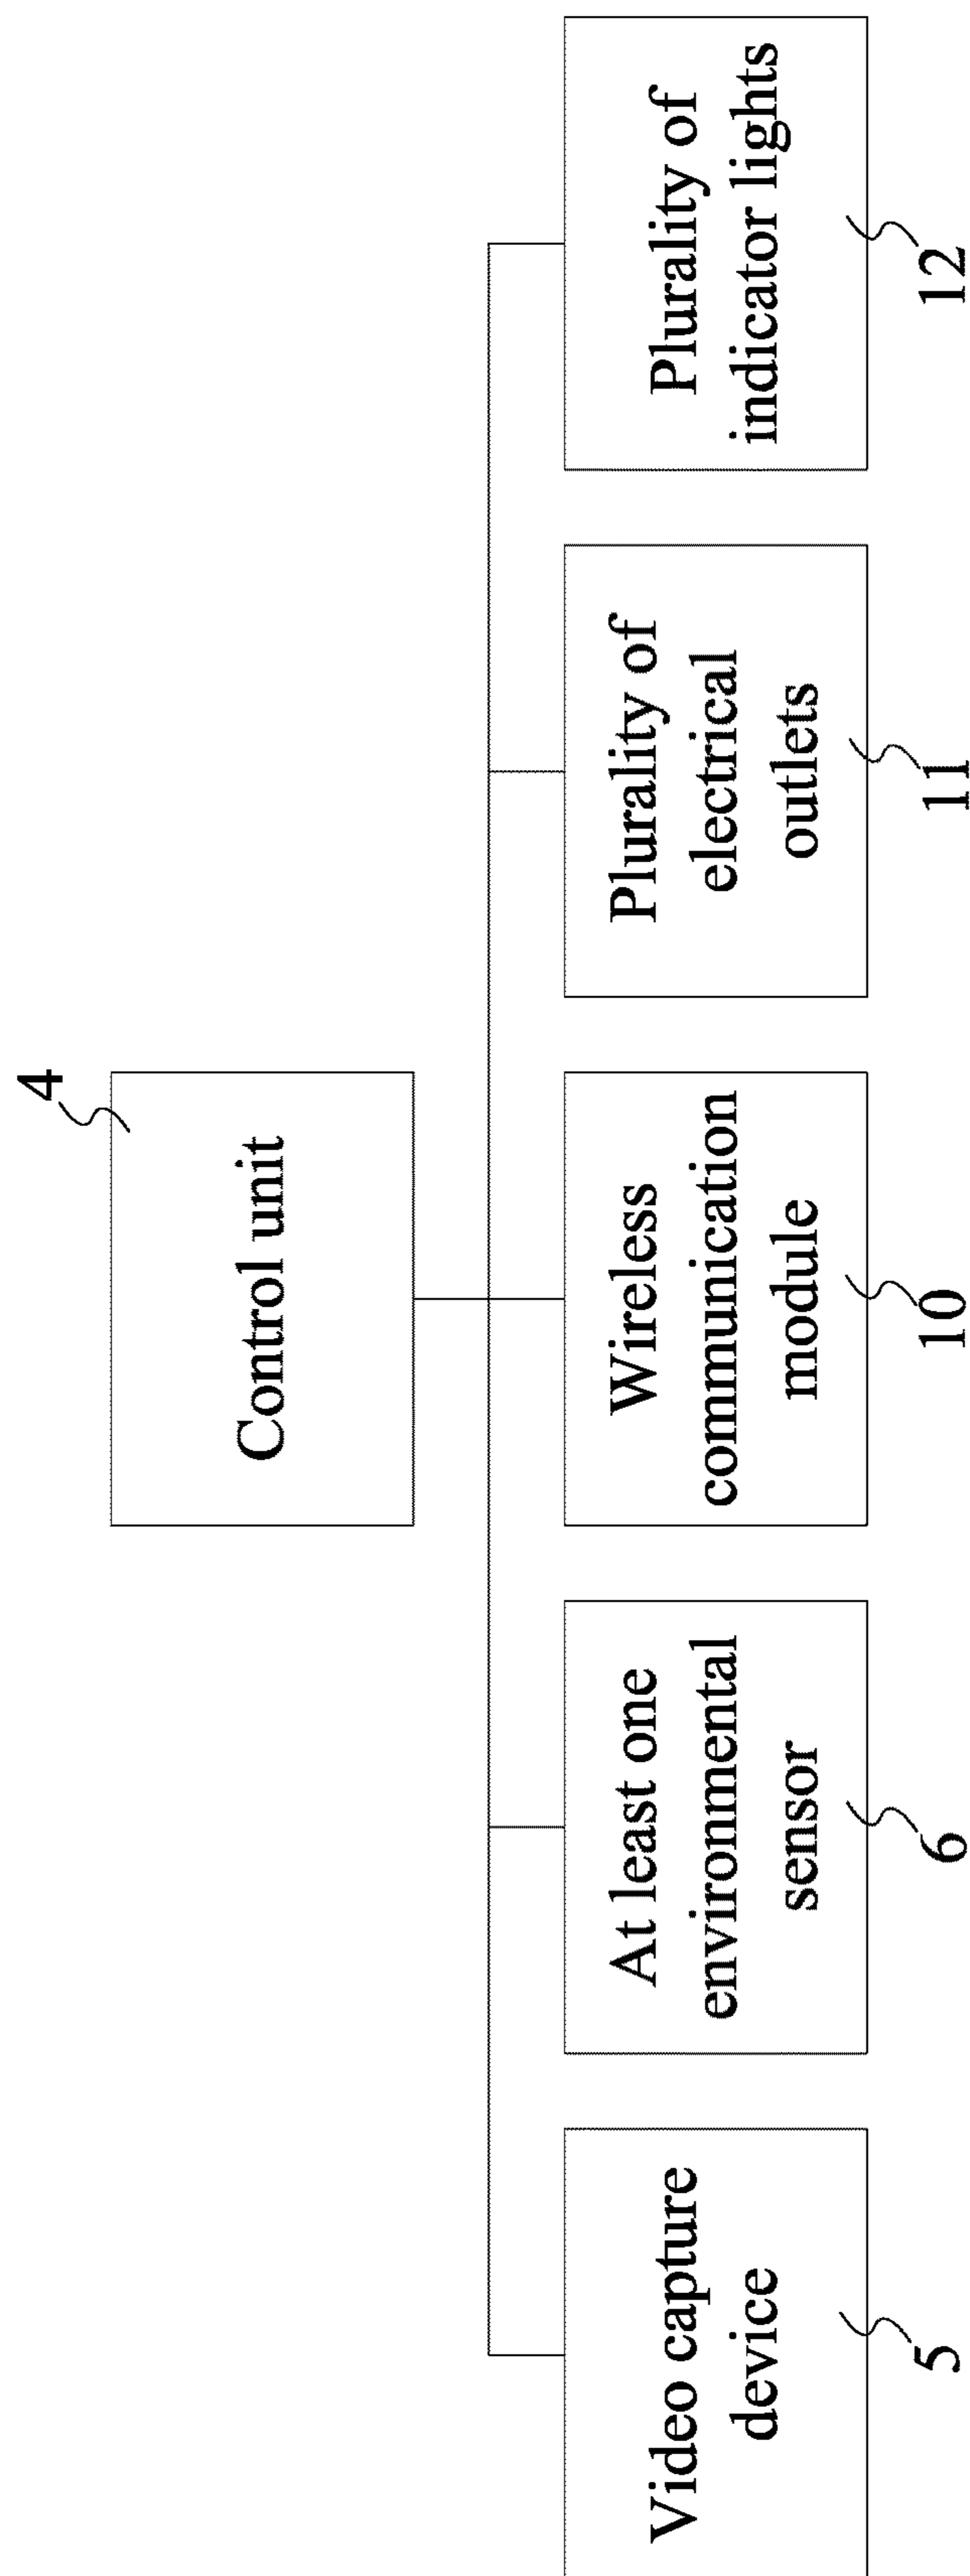 4
Control unit
Video capture
device
5
At least one
environmental
sensor
6
Wireless
communication
module
10
Plurality of
electrical
outlets
11
Plurality of
indicator lights
12